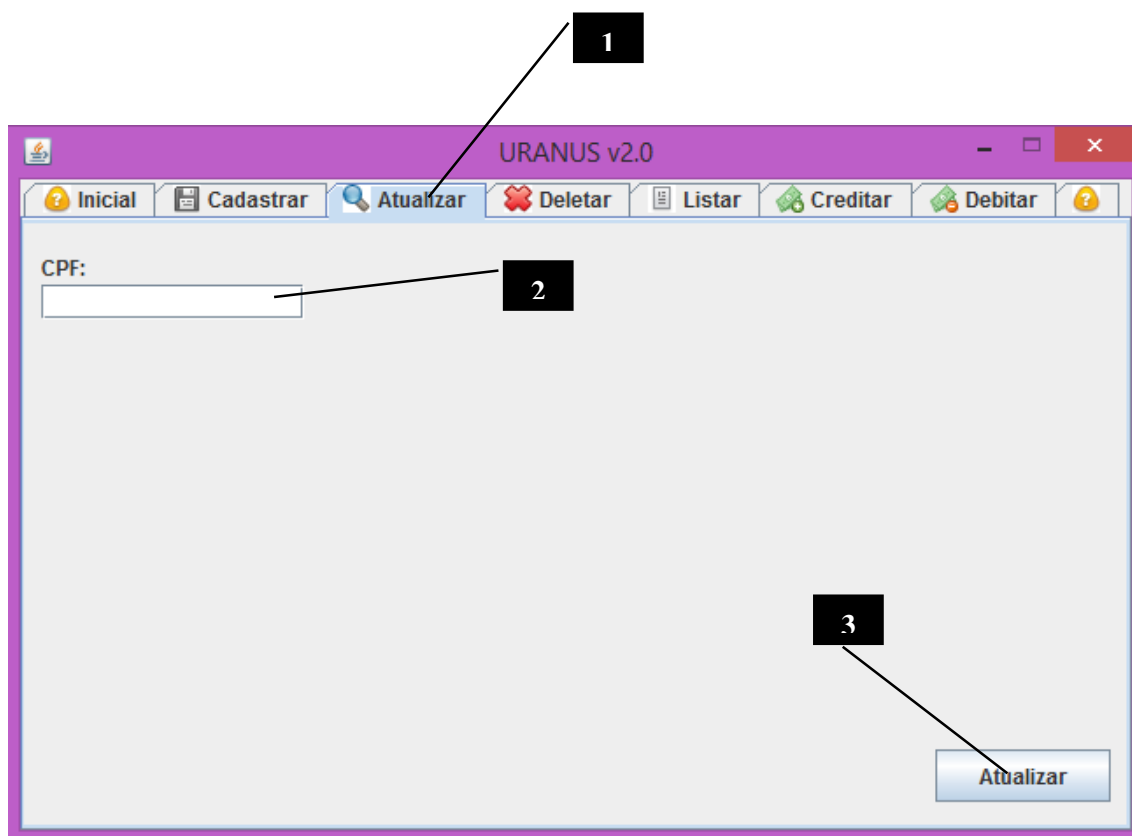 1
URANUS v2.0
Inicial Cadastrar Atualizar Deletar Listar Creditar Debitar
CPF:
2
3
Atualizar